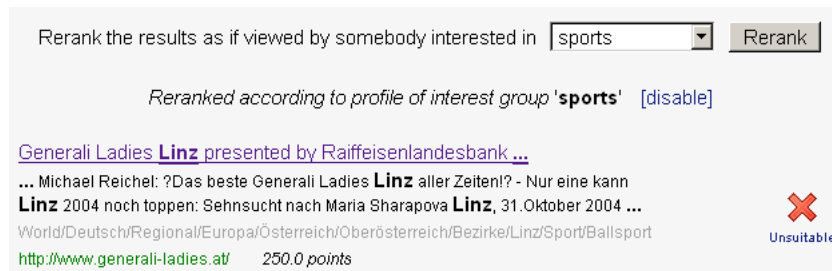 Rerank the results as if viewed by somebody interested in sports Rerank
Reranked according to profile of interest group 'sports' [disable]
Generali Ladies Linz presented by Raiffeisenlandesbank ...
... Michael Reichel: ?Das beste Generali Ladies Linz aller Zeiten!? - Nur eine kann
Linz 2004 noch toppen: Sehnsucht nach Maria Sharapova Linz, 31.Oktober 2004 ...
World/Deutsch/Regional/Europa/Österreich/Oberösterreich/Bezirke/Linz/Sport/Ballsport
Unsuitable
http://www.generali-ladies.at/ 250.0 points